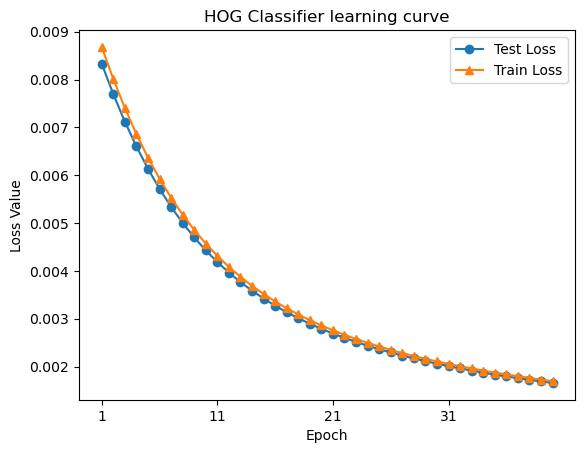 HOG Classifier learning curve
Test Loss
Train Loss
0.009
0.008
0.007
0.006
0.005
0.004
0.003
0.002
Loss Value
1
11
21
31
Epoch